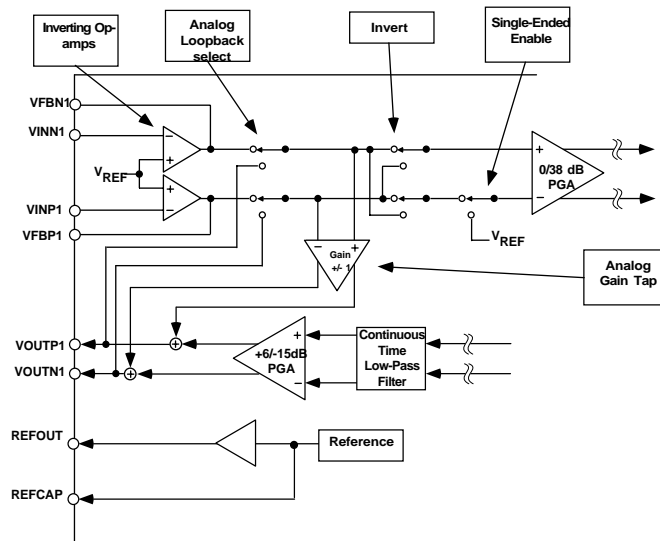 Inverting Op-
amps
Analog
Loopback
select
Invert
Single-Ended
Enable
VFBN1
VINN1
VREF
VINP1
VFBP1
0/38 dB
PGA
VREF
Gain
+/- 1
Analog
Gain Tap
VOUTP1
VOUTN1
+6/-15dB
PGA
Continuous
Time
Low-Pass
Filter
REFOUT
Reference
REFCAP